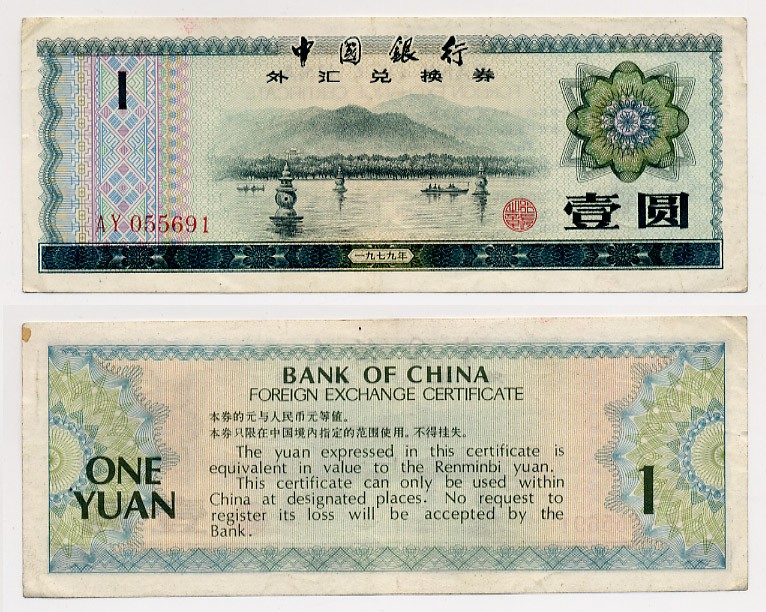 中国銀行
外汇兑换券
1
AY 055691
壹圆
一九七九年
BANK OF CHINA
FOREIGN EXCHANGE CERTIFICATE
本券的元与人民币元等值。
本券只限在中国境内指定的范围使用。不得挂失。
The yuan expressed in this certificate is
equivalent in value to the Renminbi yuan.
This certificate can only be used within
China at designated places. No request to
register its loss will be accepted by the
Bank.
ONE
YUAN
1